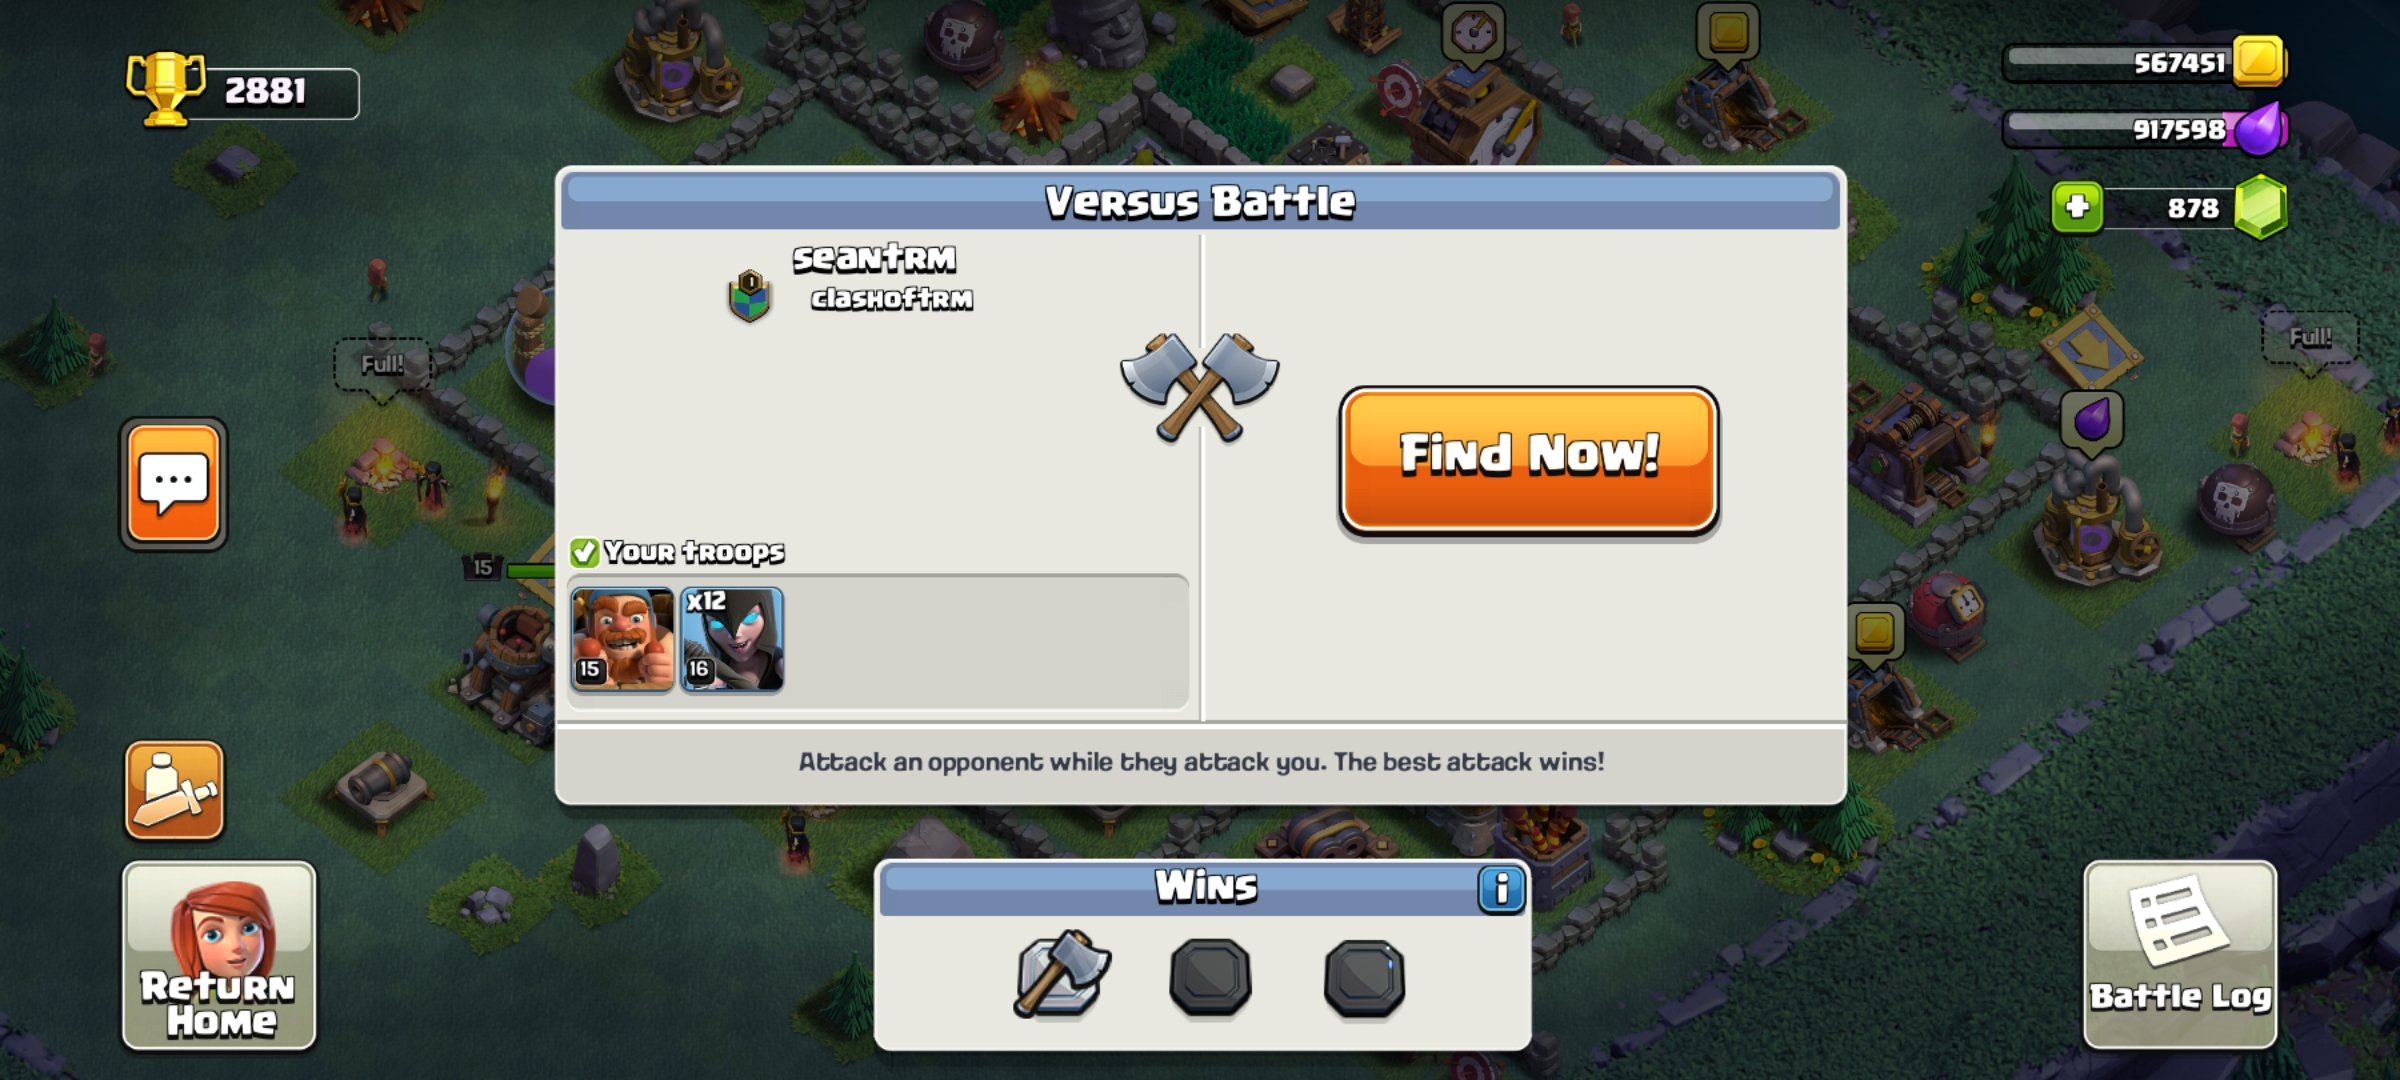 2881
567451
917598
878
Versus Battle
seantrm
1
clashoftrm
Full!
Full!
Find Now!
Your troops
15
x12
15
16
Attack an opponent while they attack you. The best attack wins!
Wins
i
Return
Home
Battle Log